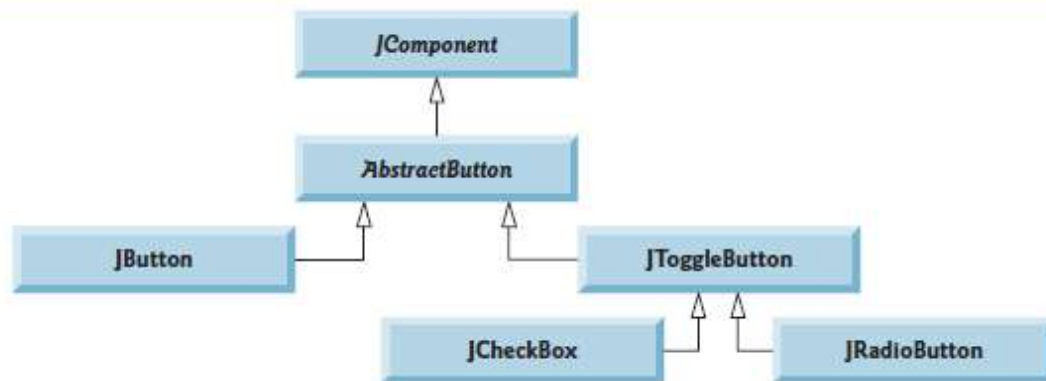 JComponent
AbstractButton
JButton
JToggleButton
JCheckBox
JRadioButton